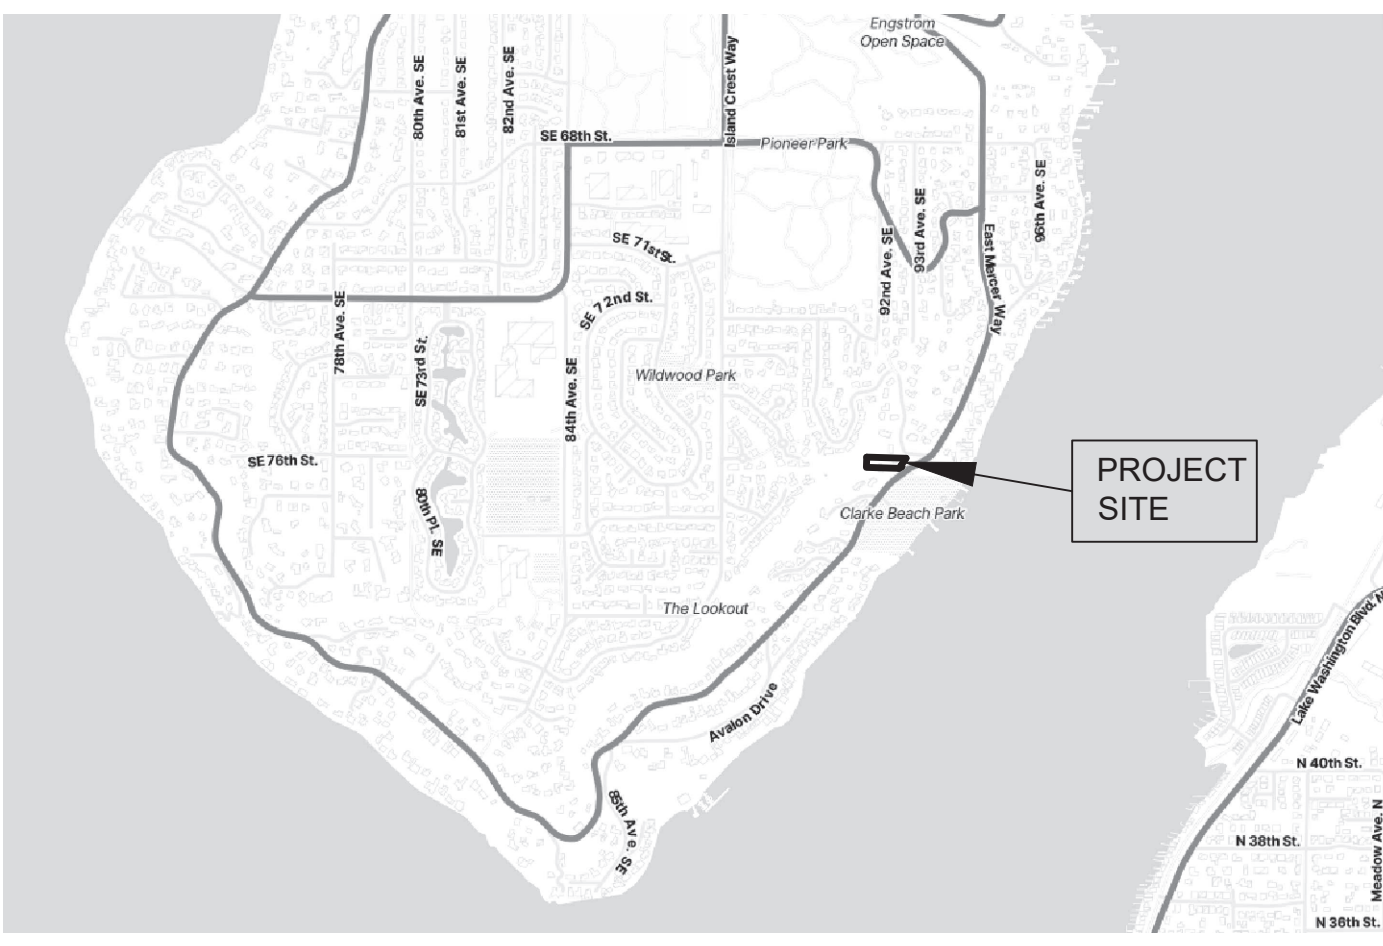 Engstrom
Open Space
80th Ave. SE
81st Ave. SE
82nd Ave. SE
Island Crest Way
SE 68th St.
Pioneer Park
96th Ave. SE
93rd Ave. SE
92nd Ave. SE
East Mercer Way
SE 71st St.
SE 72nd St.
78th Ave. SE
SE 73rd St.
84th Ave. SE
Wildwood Park
SE 76th St.
80th Pl. SE
PROJECT
SITE
Clarke Beach Park
The Lookout
Avalon Drive
85th Ave. SE
Lake Washington Blvd. N
N 40th St.
N 38th St.
Meadow Ave. N
N 36th St.